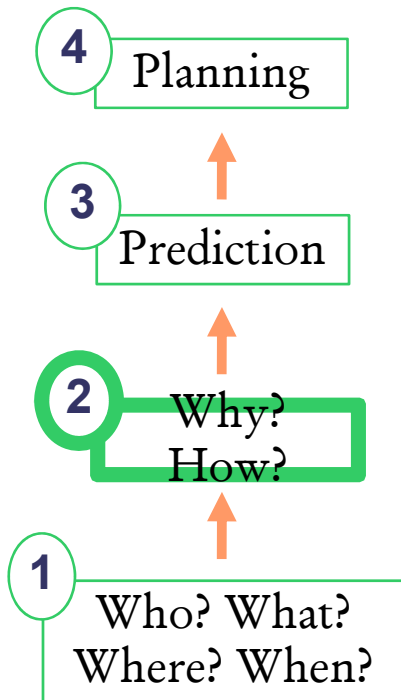 4
Planning
3
Prediction
2
Why?
How?
1
Who? What?
Where? When?